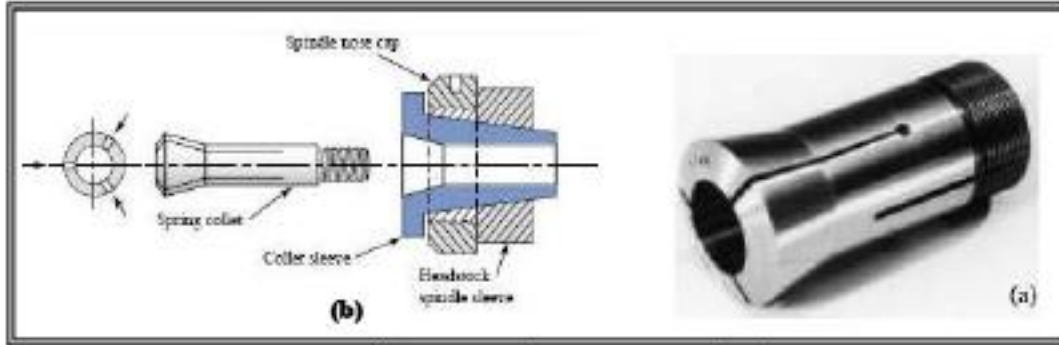 Spindle nose cap
Spring collet
Collet sleeve
Headstock
spindle sleeve
(b)
(a)